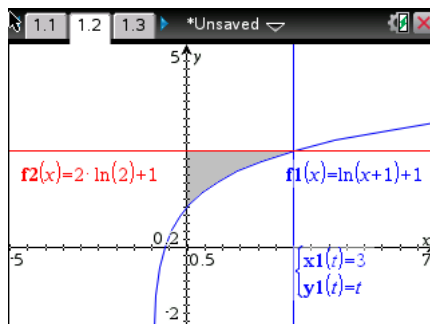 1.1 1.2 1.3 *Unsaved
5 y
f2(x)=2·ln(2)+1 f1(x)=ln(x+1)+1
0.2
-5 0.5 7
x1(t)=3
y1(t)=t
-2